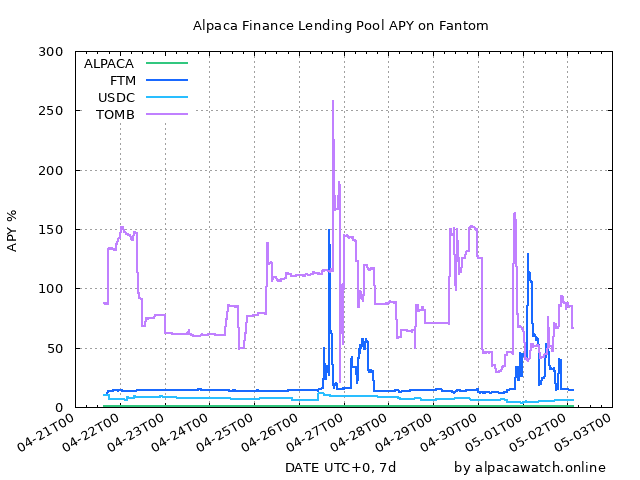 Alpaca Finance Lending Pool APY on Fantom
300
250
200
150
100
50
0
APY %
ALPACA
FTM
USDC
TOMB
04-21T00
04-22T00
04-23T00
04-24T00
04-25T00
04-26T00
04-27T00
04-28T00
04-29T00
04-30T00
05-01T00
05-02T00
05-03T00
DATE UTC+0, 7d
by alpacawatch.online